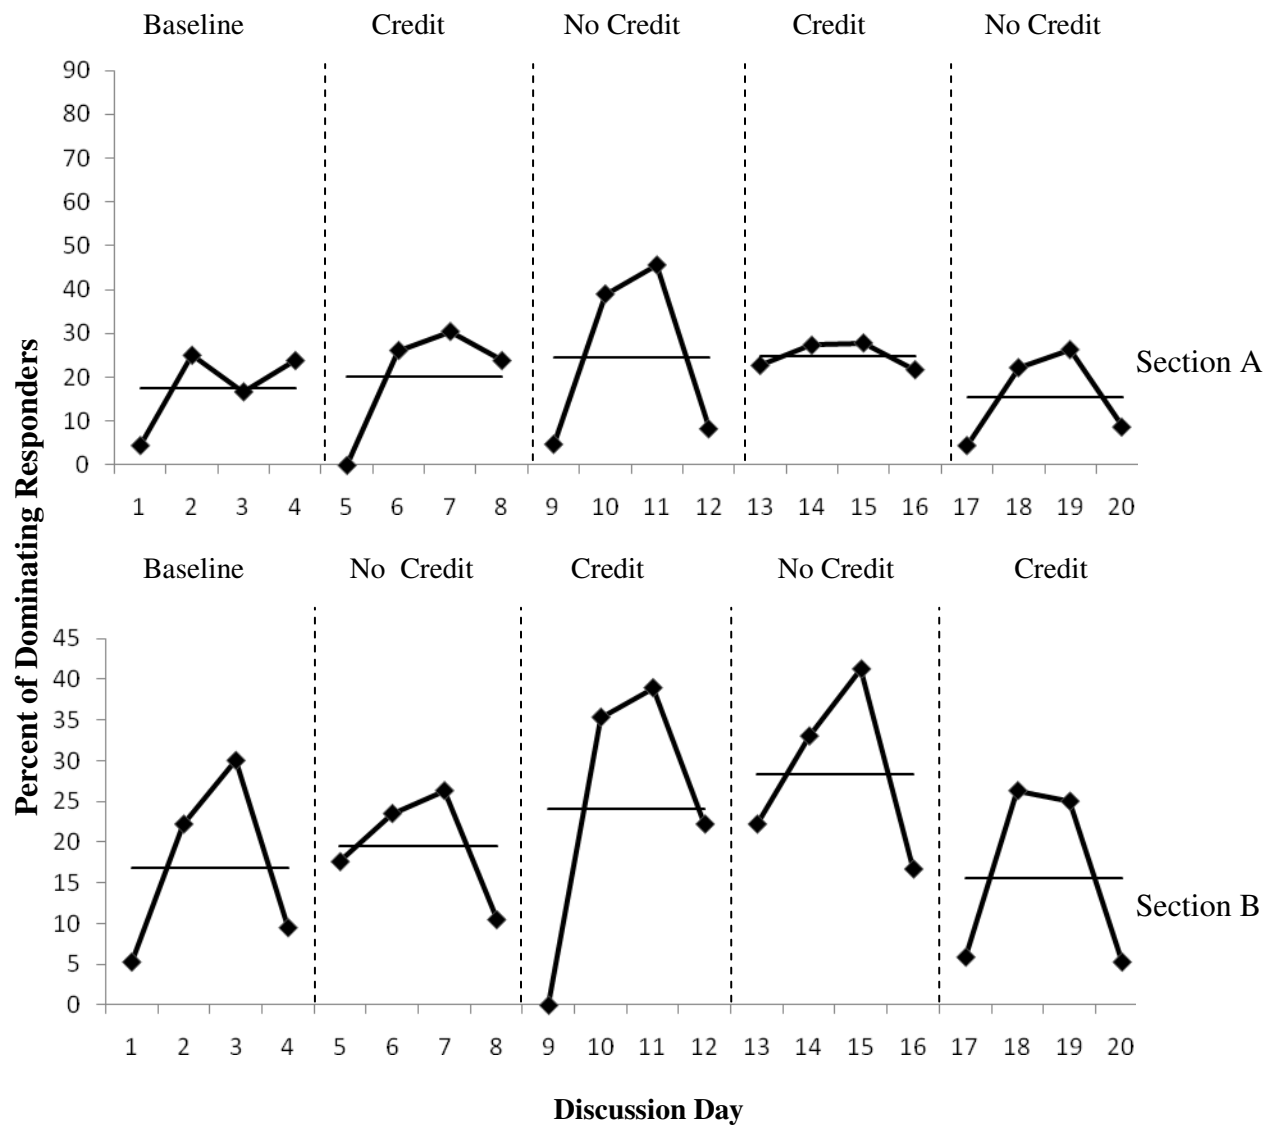 Baseline Credit No Credit Credit No Credit
90
80
70
60
50
40
30
20
10
0
Section A
1 2 3 4 5 6 7 8 9 10 11 12 13 14 15 16 17 18 19 20
Percent of Dominating Responders
Baseline No Credit Credit No Credit Credit
45
40
35
30
25
20
15
10
5
0
Section B
1 2 3 4 5 6 7 8 9 10 11 12 13 14 15 16 17 18 19 20
Discussion Day